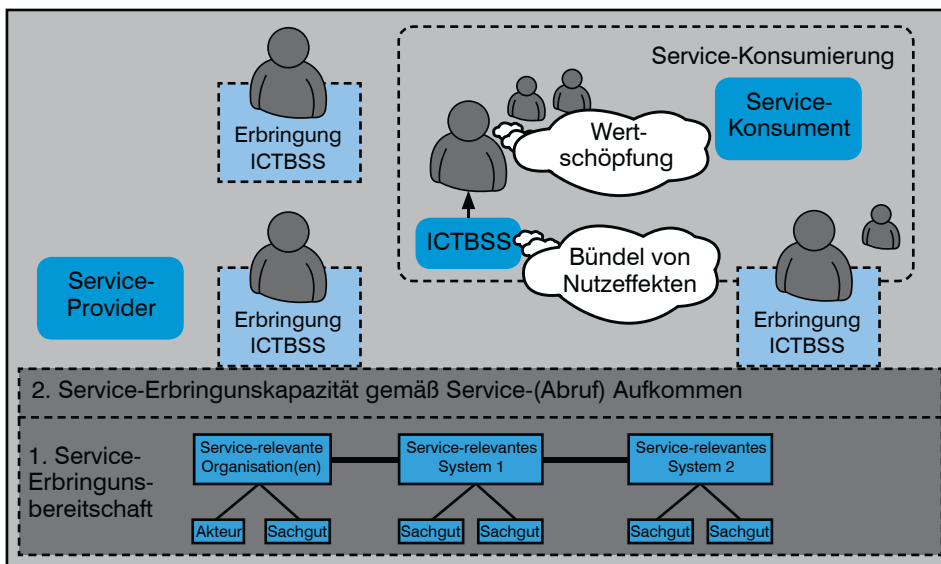 Service-Konsumierung
Erbringung
ICTBSS
Wert-
schöpfung
Service-
Konsument
ICTBSS
Bündel von
Nutzeffekten
Service-
Provider
Erbringung
ICTBSS
Erbringung
ICTBSS
2. Service-Erbringunskapazität gemäß Service-(Abruf) Aufkommen
1. Service-
Erbringuns-
bereitschaft
Service-relevante
Organisation(en)
Service-relevantes
System 1
Service-relevantes
System 2
Akteur
Sachgut
Sachgut
Sachgut
Sachgut
Sachgut